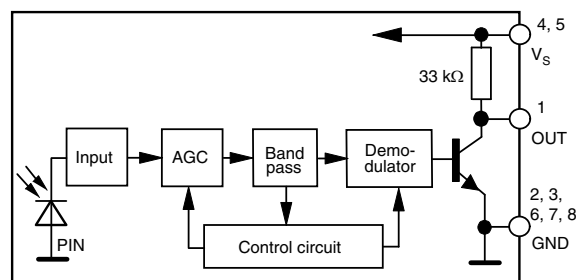 4, 5
V_S
33 kΩ
1
OUT
Input
AGC
Band
pass
Demo-
dulator
2, 3,
6, 7, 8
GND
PIN
Control circuit